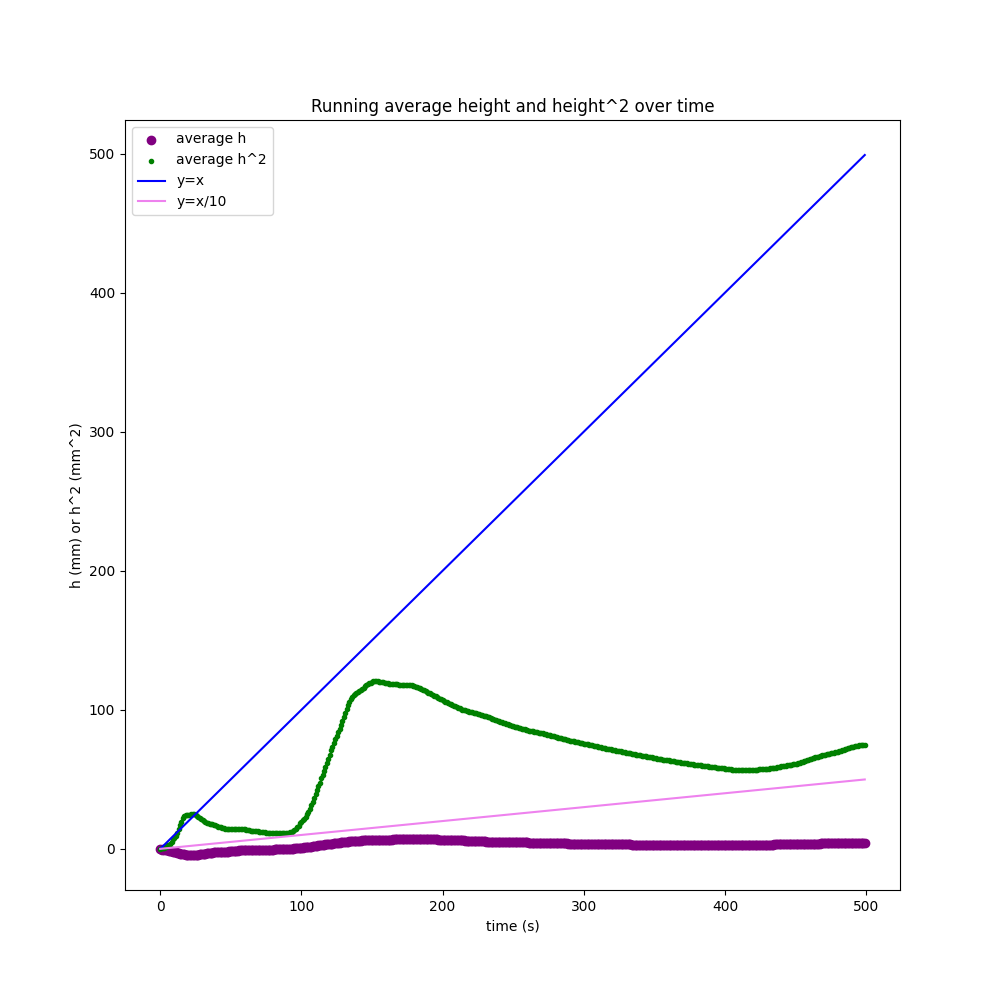 Running average height and height^2 over time
average h
average h^2
y=x
y=x/10
500
400
300
200
100
0
h (mm) or h^2 (mm^2)
0 100 200 300 400 500
time (s)